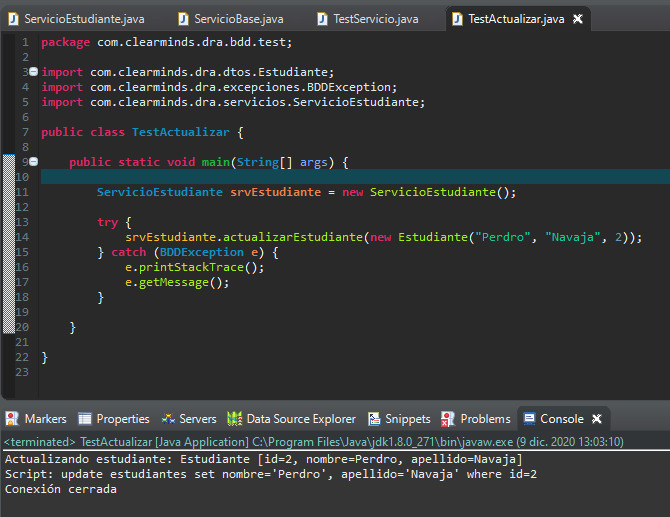 ServicioEstudiante.java ServicioBase.java TestServicio.java TestActualizar.java
1 package com.clearminds.dra.bdd.test;
2
3 import com.clearminds.dra.dtos.Estudiante;
4 import com.clearminds.dra.excepciones.BDDException;
5 import com.clearminds.dra.servicios.ServicioEstudiante;
6
7 public class TestActualizar {
8
9 public static void main(String[] args) {
10
11 ServicioEstudiante srvEstudiante = new ServicioEstudiante();
12
13 try {
14 srvEstudiante.actualizarEstudiante(new Estudiante("Perdro", "Navaja", 2));
15 } catch (BDDException e) {
16 e.printStackTrace();
17 e.getMessage();
18 }
19
20 }
21
22 }
23
Markers Properties Servers Data Source Explorer Snippets Problems Console
<terminated> TestActualizar [Java Application] C:\Program Files\Java\jdk1.8.0_271\bin\javaw.exe (9 dic. 2020 13:03:10)
Actualizando estudiante: Estudiante [id=2, nombre=Perdro, apellido=Navaja]
Script: update estudiantes set nombre='Perdro', apellido='Navaja' where id=2
Conexión cerrada